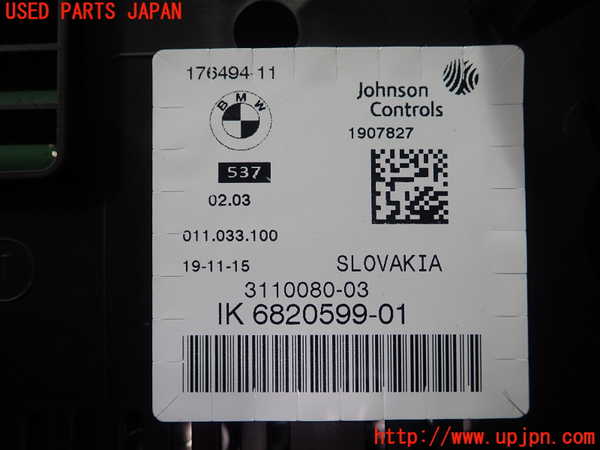 USED PARTS JAPAN
176494-11
BMW
Johnson
Controls
1907827
537
02.03
011.033.100
19-11-15
SLOVAKIA
3110080-03
IK 6820599-01
http://www.upjpn.com